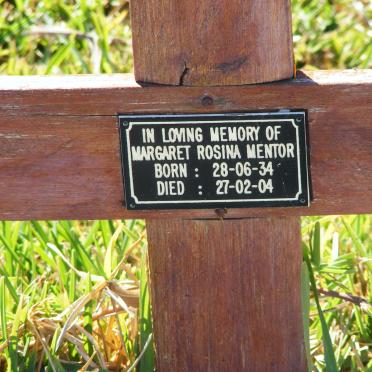 IN LOVING MEMORY OF
MARGARET ROSINA MENTOR
BORN : 28-06-34
DIED : 27-02-04